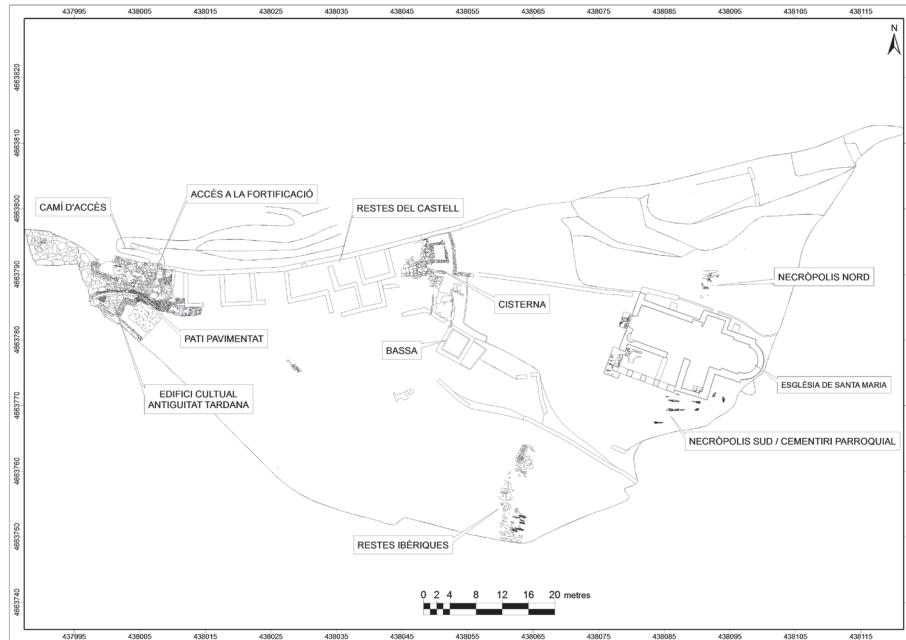 437995 438005 438015 438025 438035 438045 438055 438065 438075 438085 438095 438105 438115
N
4663820
4663810
4663800
4663790
4663780
4663770
4663760
4663750
4663740
ACCÉS A LA FORTIFICACIÓ
CAMÍ D'ACCÈS
RESTES DEL CASTELL
NECRÒPOLIS NORD
CISTERNA
PATI PAVIMENTAT
BASSA
ESGLÉSIA DE SANTA MARIA
EDIFICI CULTUAL
ANTIGUITAT TARDANA
NECRÒPOLIS SUD / CEMENTIRI PARROQUIAL
RESTES IBÈRIQUES
0 2 4 8 12 16 20 metres
437995 438005 438015 438025 438035 438045 438055 438065 438075 438085 438095 438105 438115